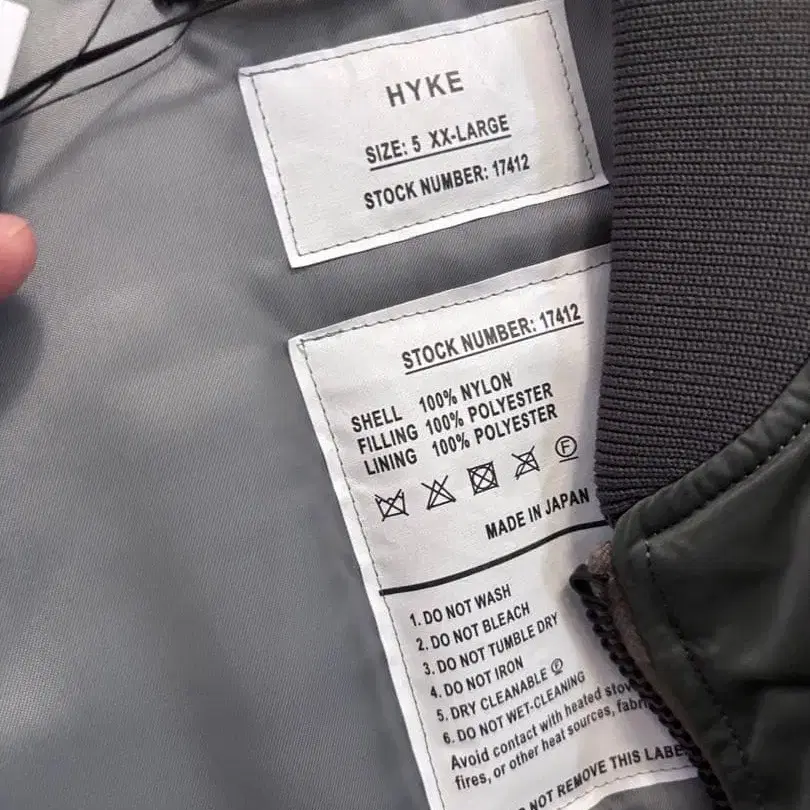 HYKE
SIZE: 5 XX-LARGE
STOCK NUMBER: 17412
STOCK NUMBER: 17412
SHELL 100% NYLON
FILLING 100% POLYESTER
LINING 100% POLYESTER
F
MADE IN JAPAN
1. DO NOT WASH
2. DO NOT BLEACH
3. DO NOT TUMBLE DRY
4. DO NOT IRON
5. DRY CLEANABLE Ⓕ
6. DO NOT WET-CLEANING
Avoid contact with heated
fires, or other heat sources,
NOT REMOVE THIS